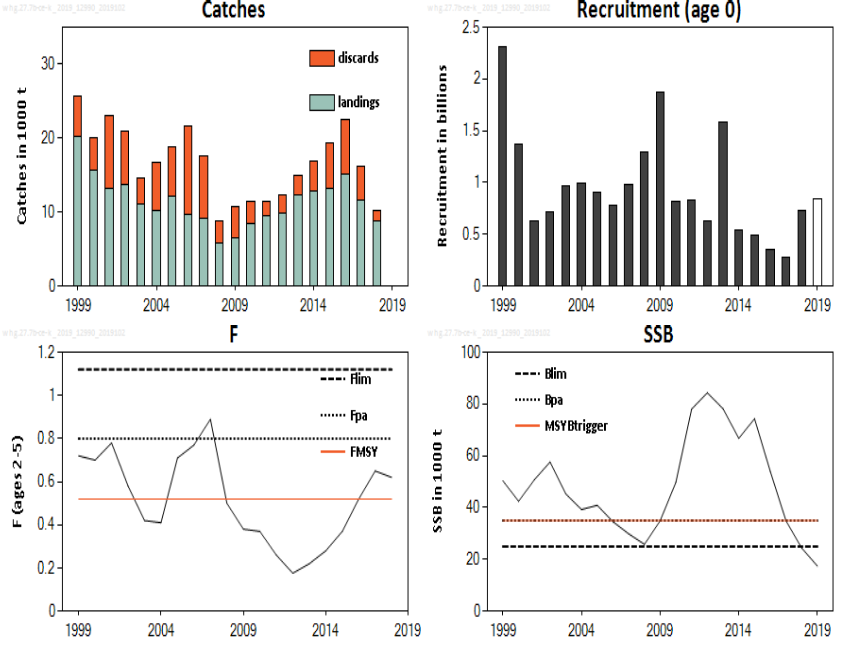 Catches
Catches in 1000 t
discards
landings
30
20
10
0
1999 2004 2009 2014 2019
Recruitment (age 0)
Recruitment in billions
2.5
2
1.5
1
0.5
0
1999 2004 2009 2014 2019
F
F (ages 2-5)
1.2
1
0.8
0.6
0.4
0.2
0
Flim
Fpa
FMSY
1999 2004 2009 2014 2019
SSB
SSB in 1000 t
100
80
60
40
20
0
Blim
Bpa
MSYBtrigger
1999 2004 2009 2014 2019